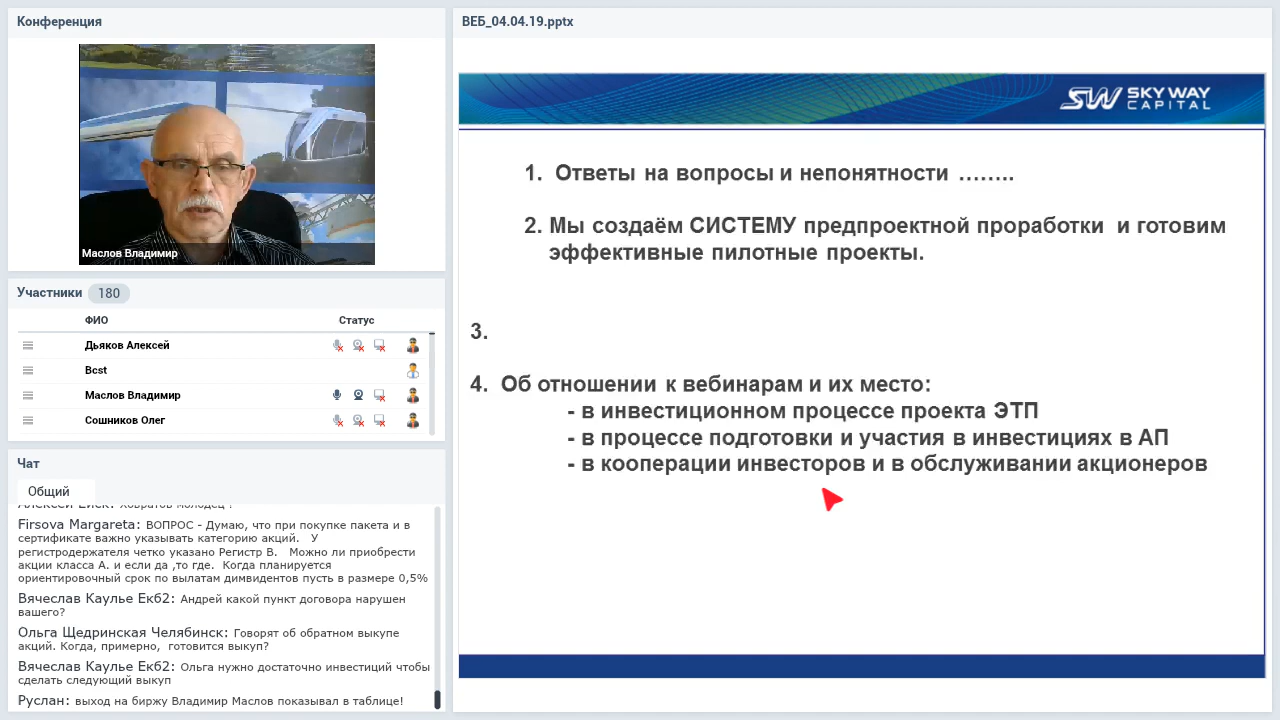 Конференция
Маслов Владимир
Участники 180
ФИО Статус
Дьяков Алексей
Bcst
Маслов Владимир
Сошников Олег
Чат
Общий
Firsova Margareta: ВОПРОС - Думаю, что при покупке пакета и в
сертификате важно указывать категорию акций. У
регистродержателя четко указано Регистр В. Можно ли приобрести
акции класса А. и если да ,то где. Когда планируется
ориентировочный срок по вылатам димвидентов пусть в размере 0,5%
Вячеслав Каулье Екб2: Андрей какой пункт договора нарушен
вашего?
Ольга Щедринская Челябинск: Говорят об обратном выкупе
акций. Когда, примерно, готовится выкуп?
Вячеслав Каулье Екб2: Ольга нужно достаточно инвестиций чтобы
сделать следующий выкуп
Руслан: выход на биржу Владимир Маслов показывал в таблице!
ВЕБ_04.04.19.pptx
SW SKY WAY
CAPITAL
1. Ответы на вопросы и непонятности ........
2. Мы создаём СИСТЕМУ предпроектной проработки и готовим
эффективные пилотные проекты.
3.
4. Об отношении к вебинарам и их место:
- в инвестиционном процессе проекта ЭТП
- в процессе подготовки и участия в инвестициях в АП
- в кооперации инвесторов и в обслуживании акционеров